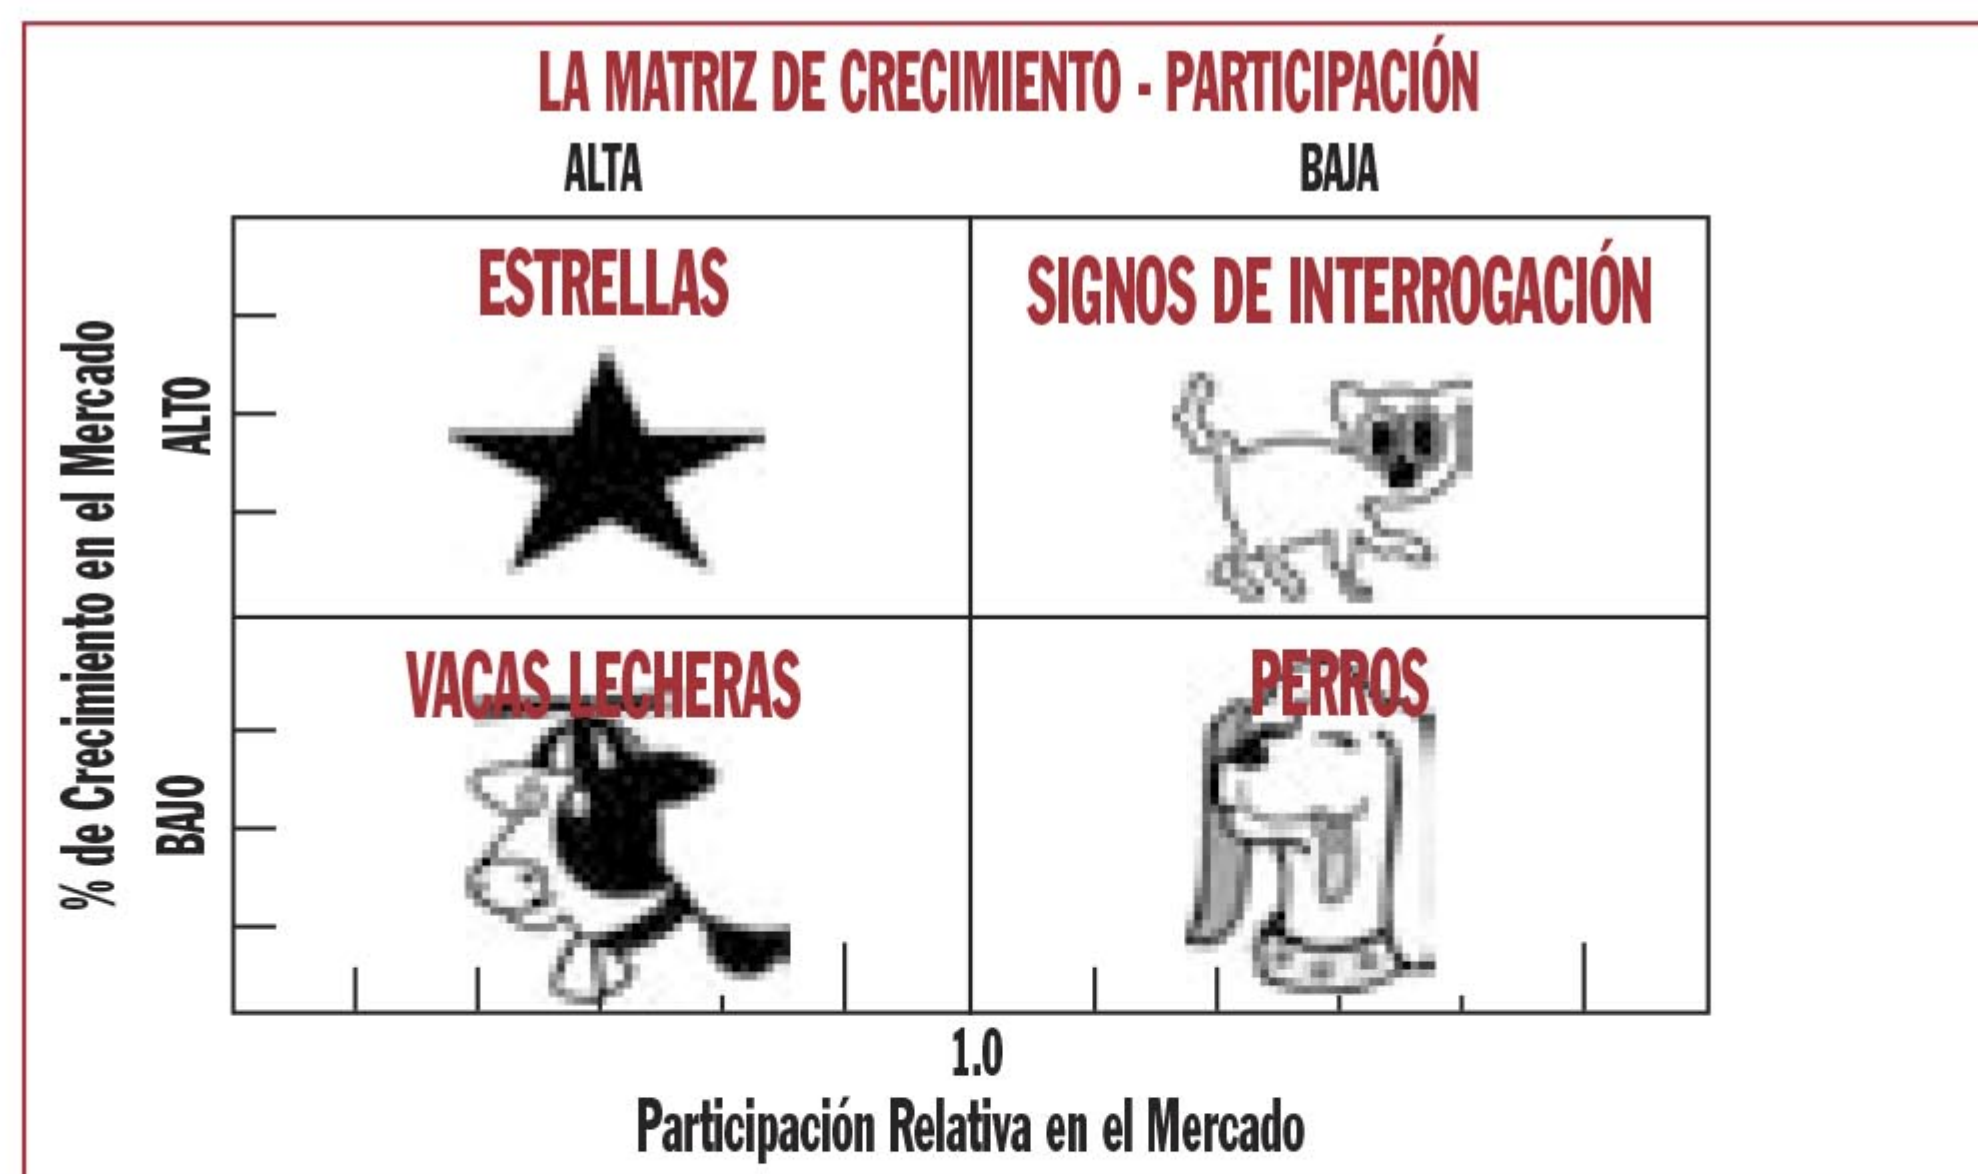 LA MATRIZ DE CRECIMIENTO - PARTICIPACIÓN
ALTA
BAJA
ESTRELLAS
SIGNOS DE INTERROGACIÓN
% de Crecimiento en el Mercado
ALTO
VACAS LECHERAS
PERROS
BAJO
1.0
Participación Relativa en el Mercado